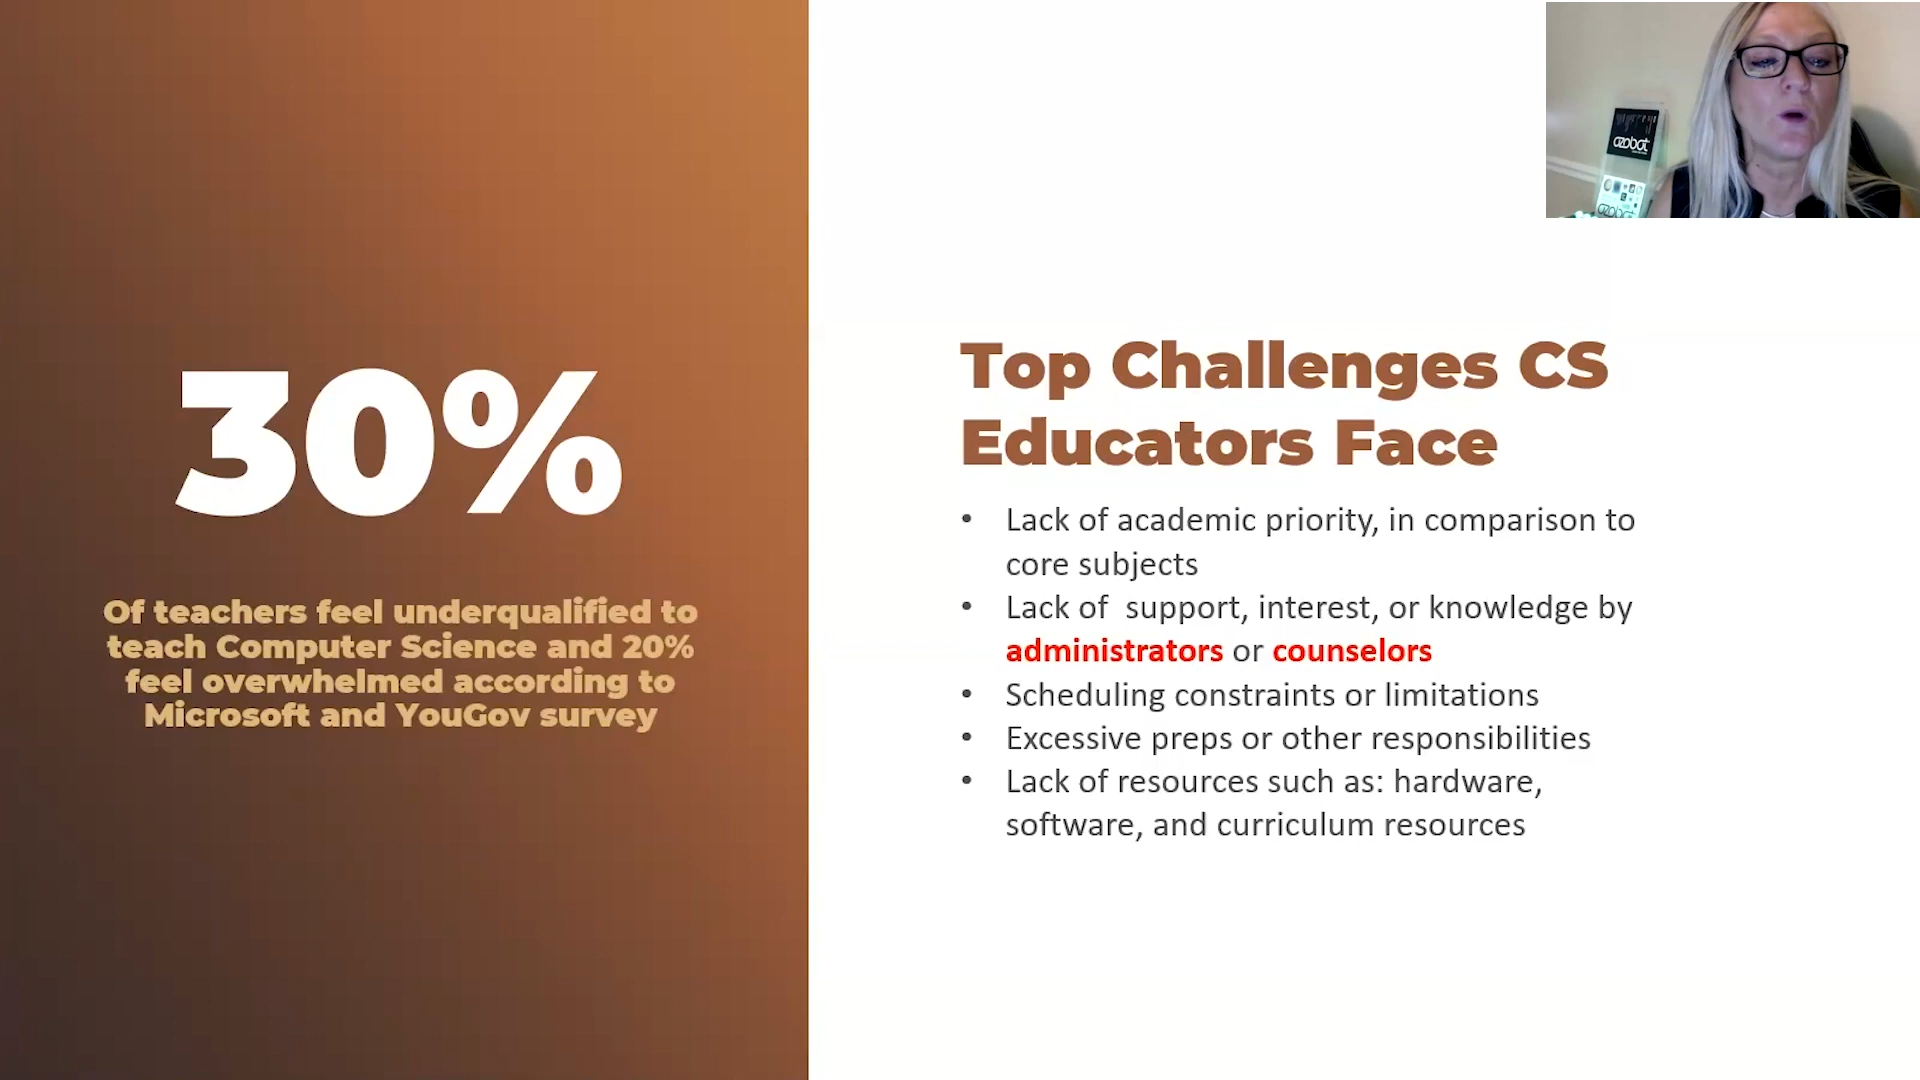 30%
Of teachers feel underqualified to
teach Computer Science and 20%
feel overwhelmed according to
Microsoft and YouGov survey
Top Challenges CS
Educators Face
• Lack of academic priority, in comparison to
core subjects
• Lack of  support, interest, or knowledge by
administrators or counselors
• Scheduling constraints or limitations
• Excessive preps or other responsibilities
• Lack of resources such as: hardware,
software, and curriculum resources
ozobot
ozobot